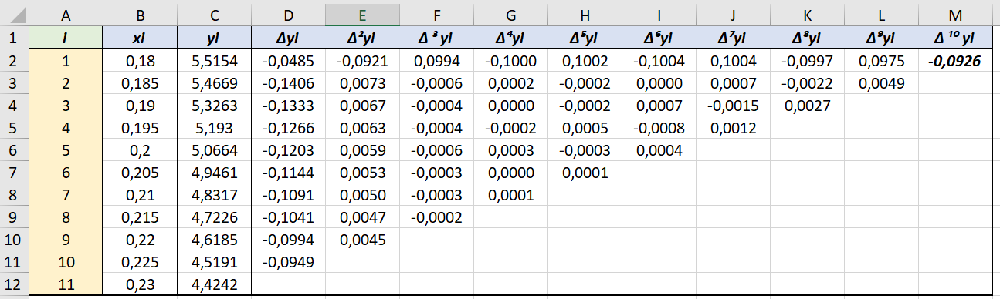 A B C D E F G H I J K L M
1 i xi yi Δyi Δ²yi Δ³yi Δ⁴yi Δ⁵yi Δ⁶yi Δ⁷yi Δ⁸yi Δ⁹yi Δ¹⁰yi
2 1 0,18 5,5154 -0,0485 -0,0921 0,0994 -0,1000 0,1002 -0,1004 0,1004 -0,0997 0,0975 -0,0926
3 2 0,185 5,4669 -0,1406 0,0073 -0,0006 0,0002 -0,0002 0,0000 0,0007 -0,0022 0,0049
4 3 0,19 5,3263 -0,1333 0,0067 -0,0004 0,0000 -0,0002 0,0007 -0,0015 0,0027
5 4 0,195 5,193 -0,1266 0,0063 -0,0004 -0,0002 0,0005 -0,0008 0,0012
6 5 0,2 5,0664 -0,1203 0,0059 -0,0006 0,0003 -0,0003 0,0004
7 6 0,205 4,9461 -0,1144 0,0053 -0,0003 0,0000 0,0001
8 7 0,21 4,8317 -0,1091 0,0050 -0,0003 0,0001
9 8 0,215 4,7226 -0,1041 0,0047 -0,0002
10 9 0,22 4,6185 -0,0994 0,0045
11 10 0,225 4,5191 -0,0949
12 11 0,23 4,4242